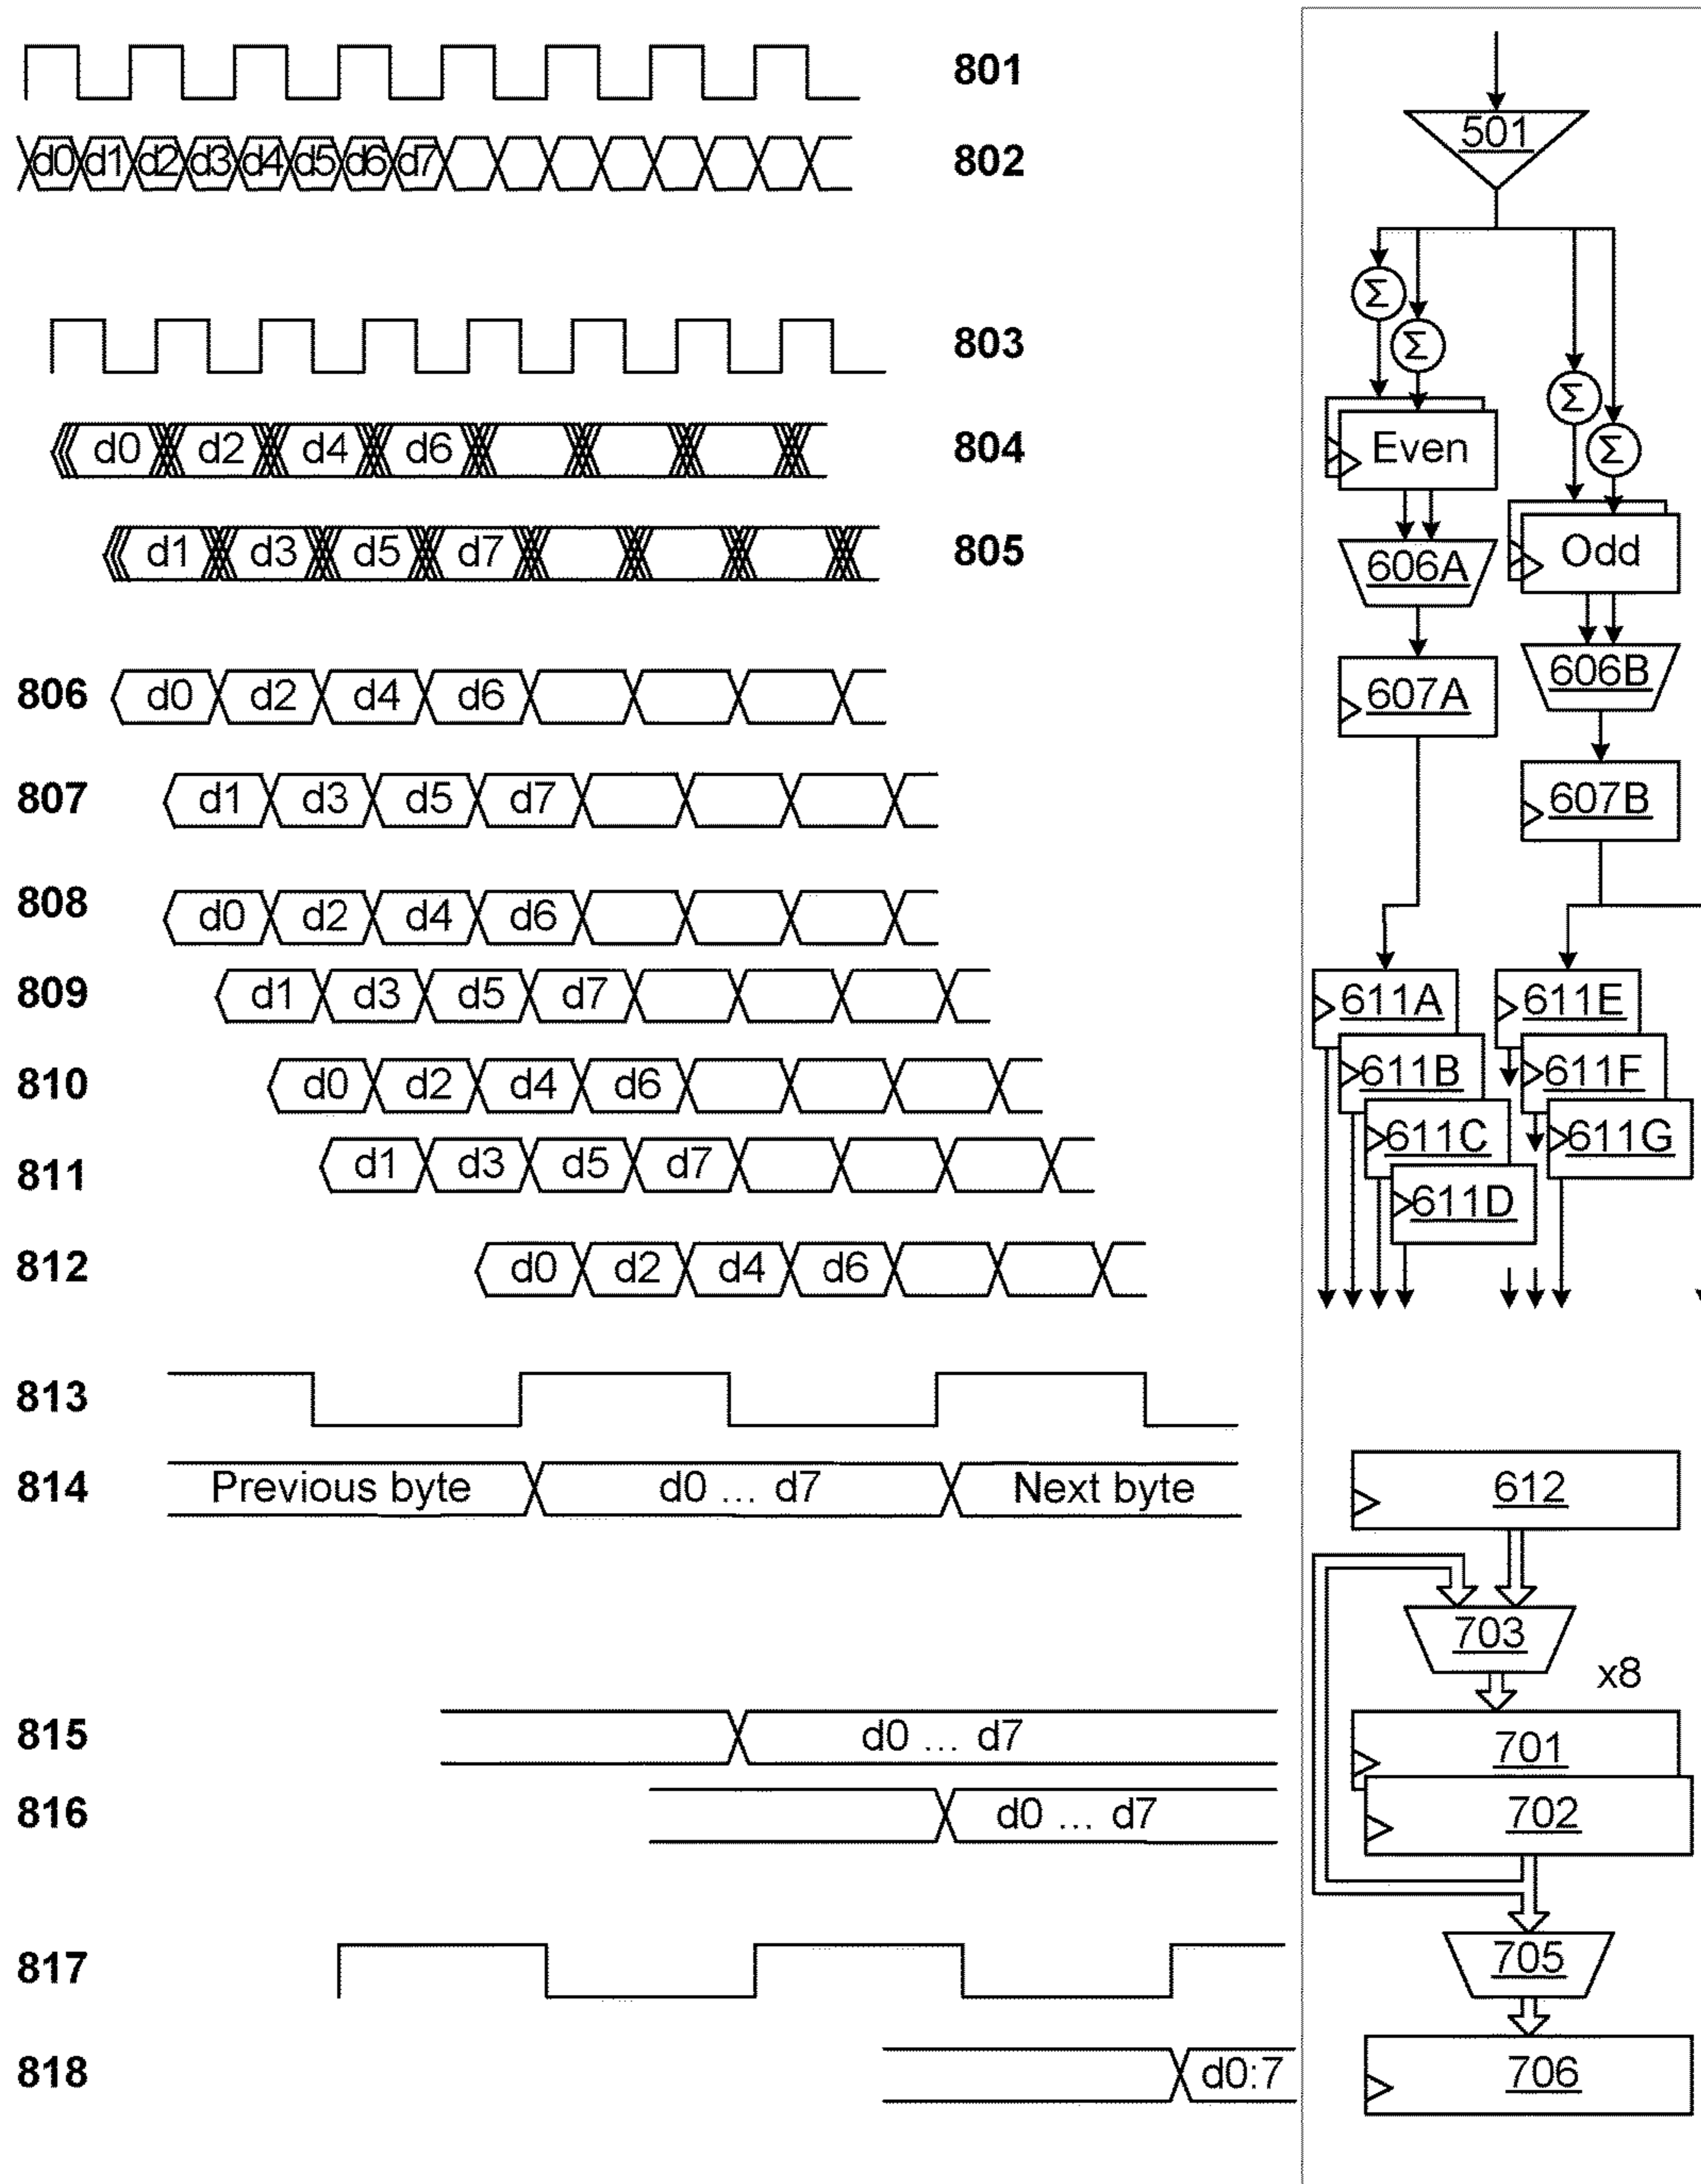 801
d0 d1 d2 d3 d4 d5 d6 d7 802
803
d0 d2 d4 d6 804
d1 d3 d5 d7 805
806 d0 d2 d4 d6
807 d1 d3 d5 d7
808 d0 d2 d4 d6
809 d1 d3 d5 d7
810 d0 d2 d4 d6
811 d1 d3 d5 d7
812 d0 d2 d4 d6
813
814 Previous byte d0 ... d7 Next byte
815 d0 ... d7
816 d0 ... d7
817
818 d0:7
501
Σ
Σ
Σ
Σ
Even
Odd
606A
606B
607A
607B
611A 611E
611B 611F
611C 611G
611D
612
703
x8
701
702
705
706